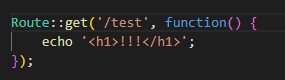 Route::get('/test', function() {
    echo '<h1>!!!</h1>';
});